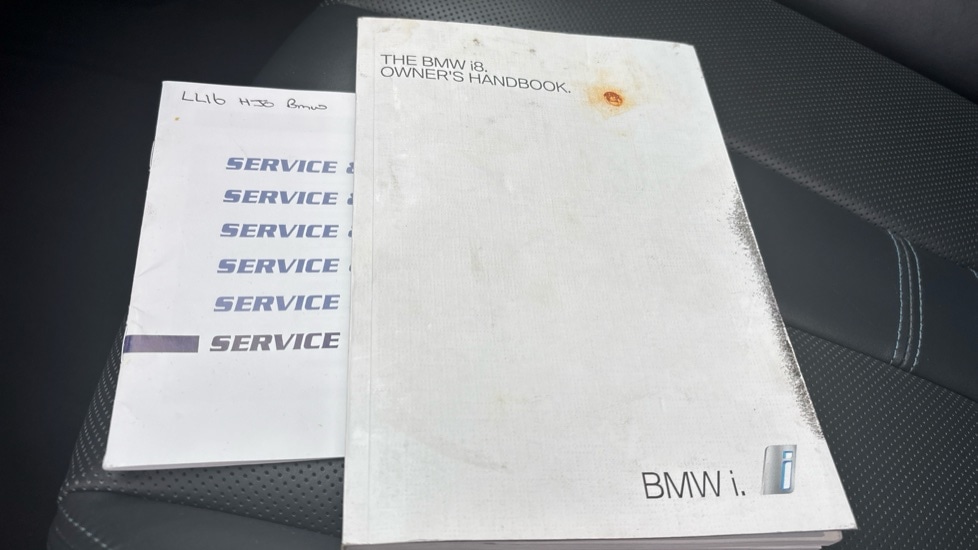 LL16 HJO Bmw
SERVICE &
SERVICE &
SERVICE &
SERVICE &
SERVICE
SERVICE
THE BMW i8.
OWNER'S HANDBOOK.
BMW i.
i